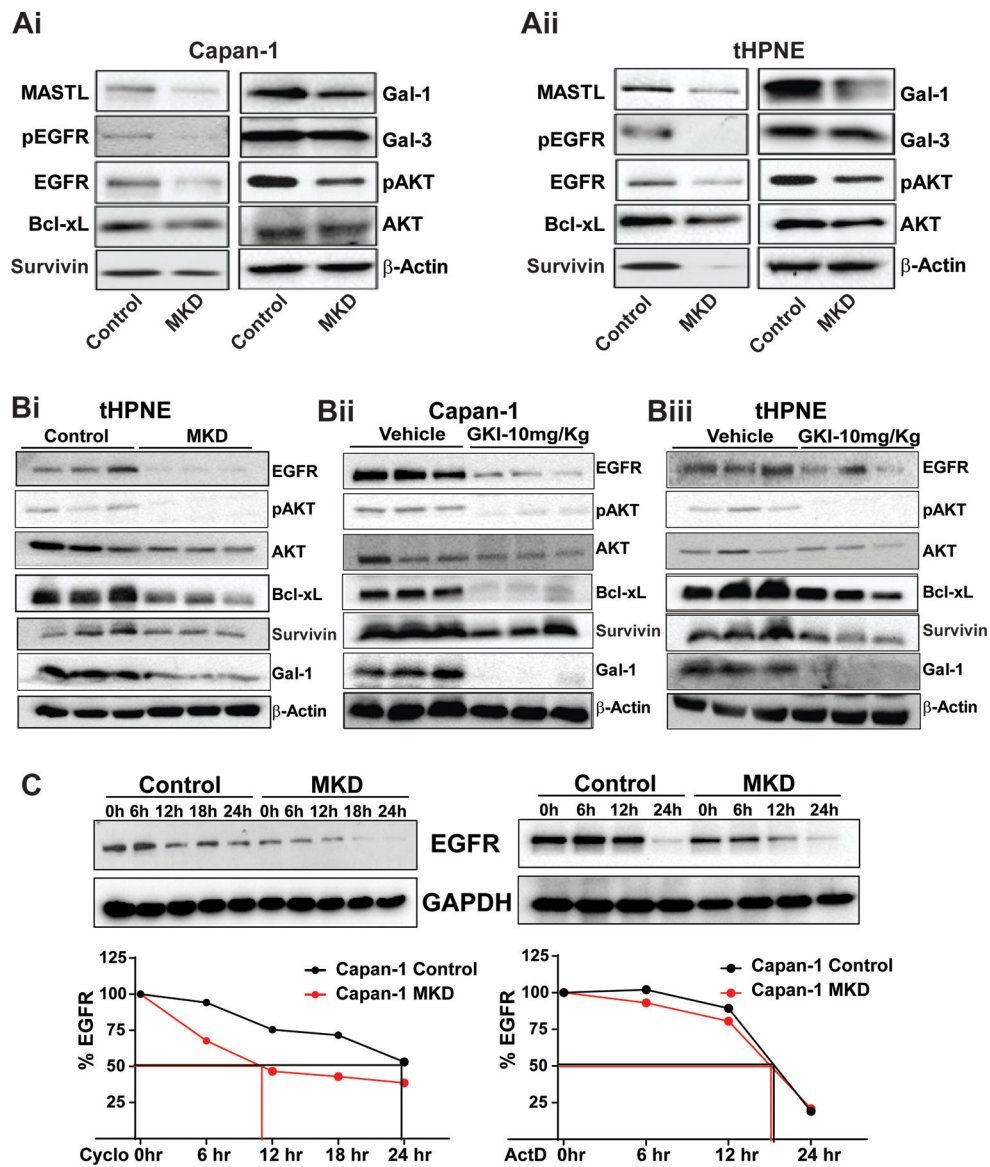 Ai
Capan-1
MASTL
pEGFR
EGFR
Bcl-xL
Survivin
Gal-1
Gal-3
pAKT
AKT
β-Actin
Control MKD Control MKD
Aii
tHPNE
MASTL
pEGFR
EGFR
Bcl-xL
Survivin
Gal-1
Gal-3
pAKT
AKT
β-Actin
Control MKD Control MKD
Bi
tHPNE
Control MKD
EGFR
pAKT
AKT
Bcl-xL
Survivin
Gal-1
β-Actin
Bii
Capan-1
Vehicle GKI-10mg/Kg
EGFR
pAKT
AKT
Bcl-xL
Survivin
Gal-1
β-Actin
Biii
tHPNE
Vehicle GKI-10mg/Kg
EGFR
pAKT
AKT
Bcl-xL
Survivin
Gal-1
β-Actin
C
Control MKD
0h 6h 12h 18h 24h 0h 6h 12h 18h 24h
Control MKD
0h 6h 12h 24h 0h 6h 12h 24h
EGFR
GAPDH
% EGFR
125
100
75
50
25
Capan-1 Control
Capan-1 MKD
Cyclo 0hr 6 hr 12 hr 18 hr 24 hr
% EGFR
125
100
75
50
25
Capan-1 Control
Capan-1 MKD
ActD 0hr 6 hr 12 hr 24 hr